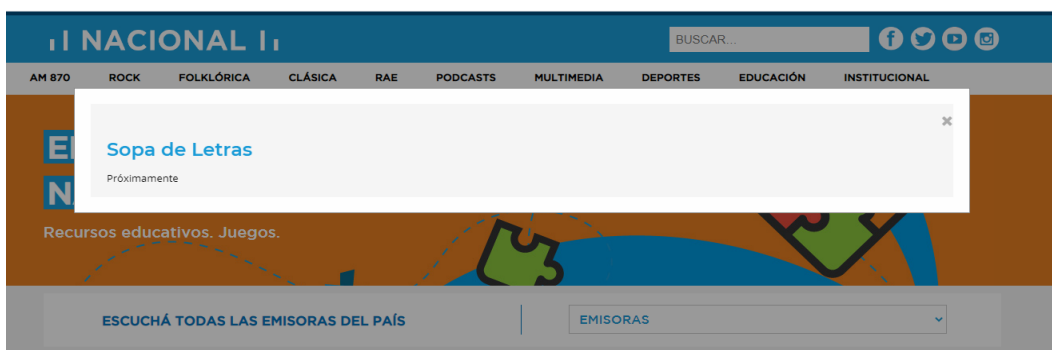 NACIONAL
BUSCAR...
AM 870 ROCK FOLKLÓRICA CLÁSICA RAE PODCASTS MULTIMEDIA DEPORTES EDUCACIÓN INSTITUCIONAL
Sopa de Letras
Próximamente
Recursos educativos. Juegos.
ESCUCHÁ TODAS LAS EMISORAS DEL PAÍS
EMISORAS